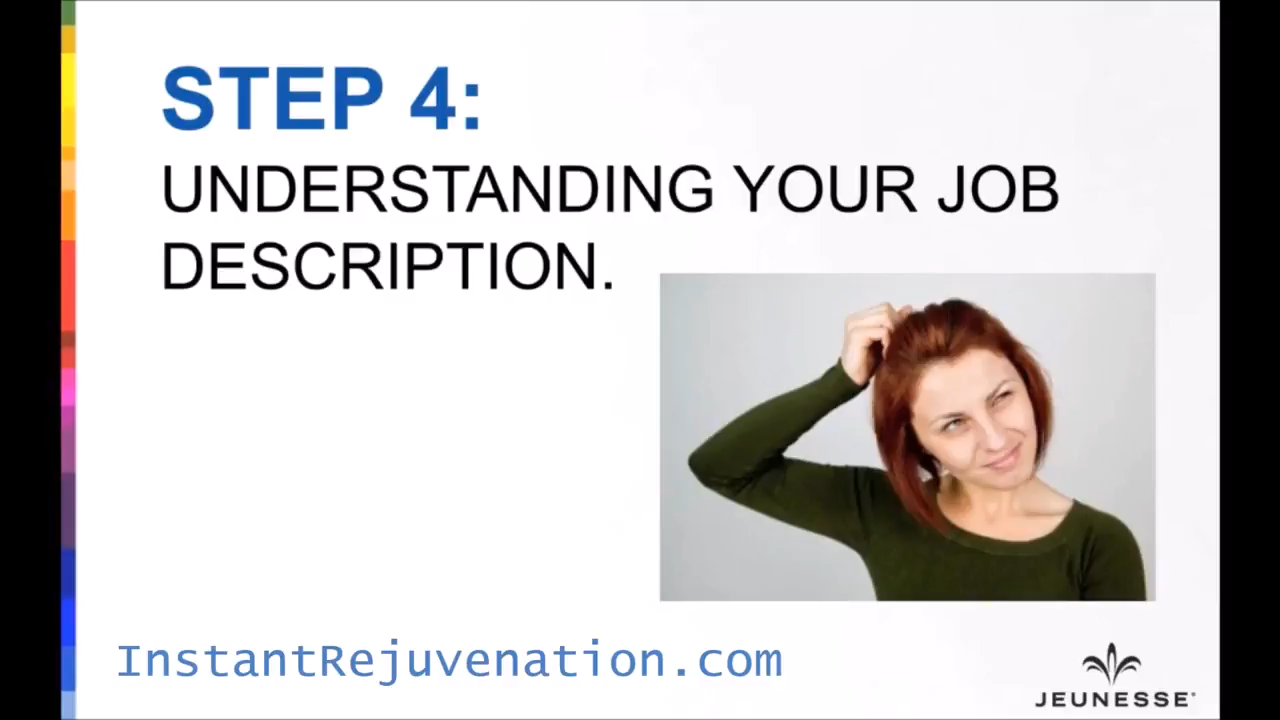 STEP 4:
UNDERSTANDING YOUR JOB
DESCRIPTION.
InstantRejuvenation.com
JEUNESSE